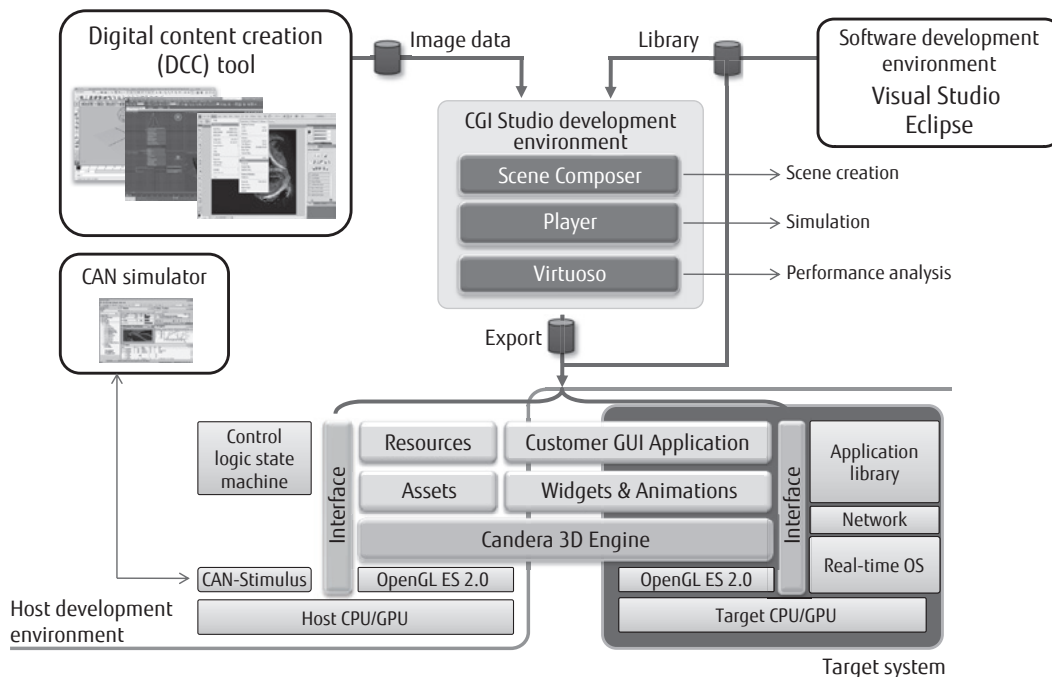 Digital content creation
(DCC) tool
Image data
Library
Software development
environment
Visual Studio
Eclipse
CGI Studio development
environment
Scene Composer
Scene creation
Player
Simulation
Virtuoso
Performance analysis
CAN simulator
Export
Control
logic state
machine
Interface
Resources
Customer GUI Application
Interface
Application
library
Assets
Widgets & Animations
Network
Candera 3D Engine
Real-time OS
CAN-Stimulus
OpenGL ES 2.0
OpenGL ES 2.0
Host development
environment
Host CPU/GPU
Target CPU/GPU
Target system